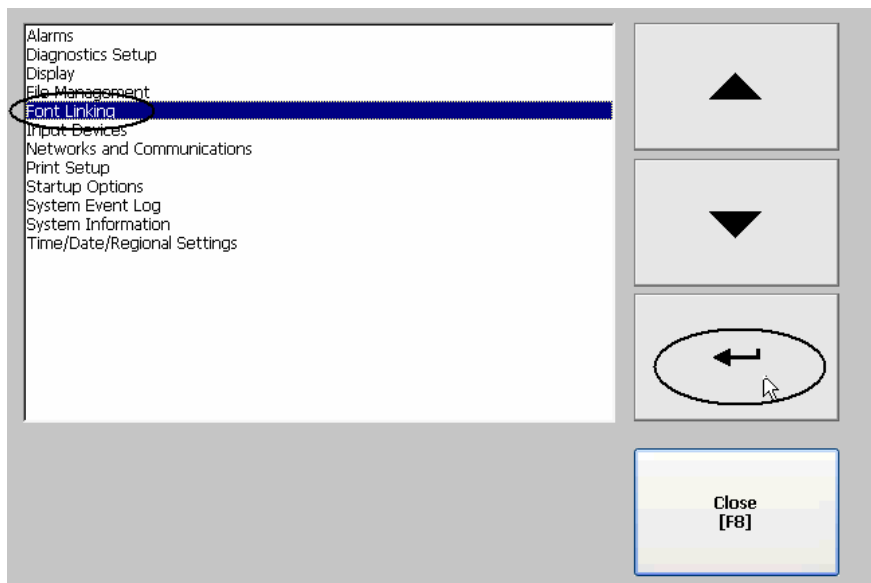 Alarms
Diagnostics Setup
Display
File Management
Font Linking
Input Devices
Networks and Communications
Print Setup
Startup Options
System Event Log
System Information
Time/Date/Regional Settings
Close
[F8]